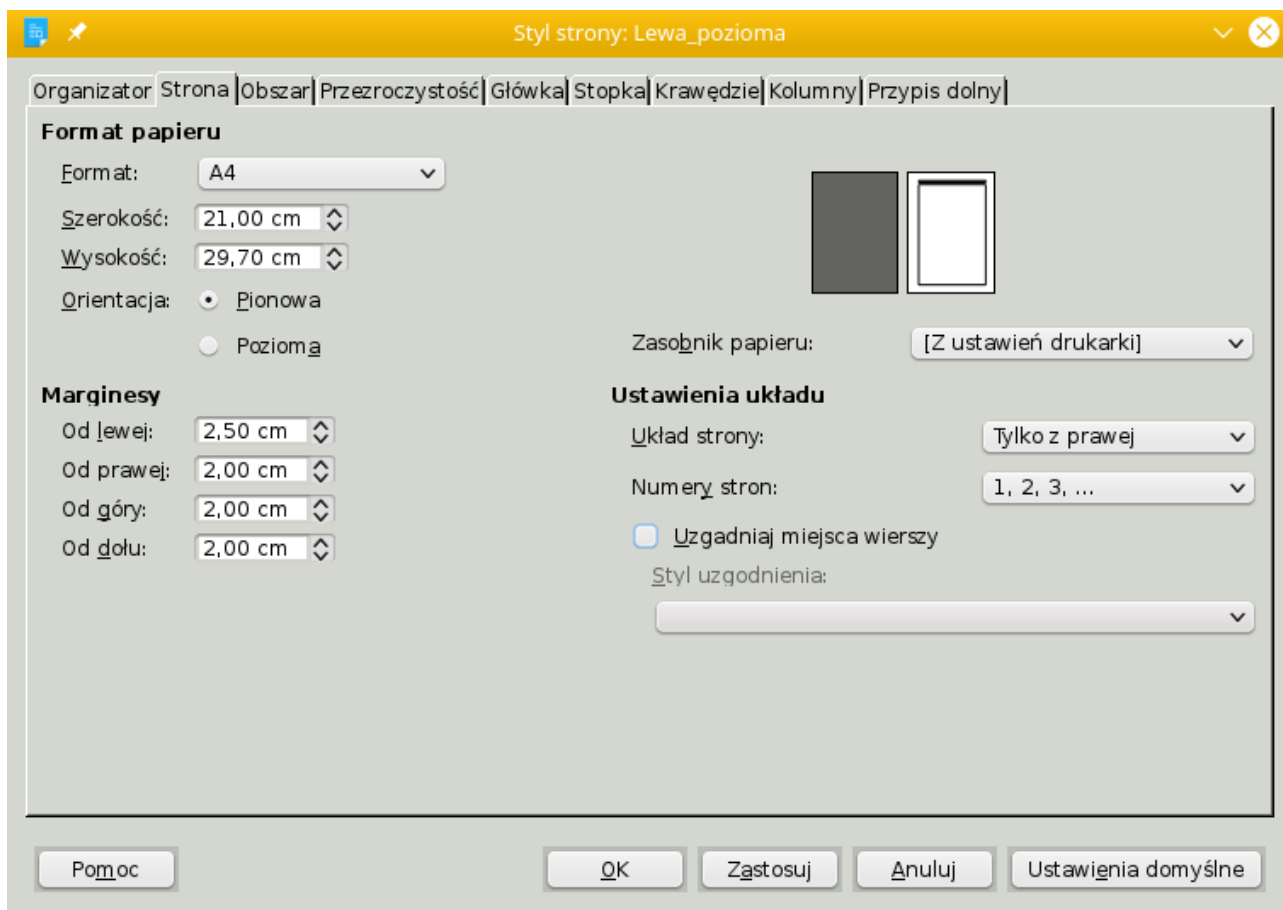 Styl strony: Lewa_pozioma
Organizator Strona Obszar Przezroczystość Główka Stopka Krawędzie Kolumny Przypis dolny
Format papieru
Format: A4
Szerokość: 21,00 cm
Wysokość: 29,70 cm
Orientacja: Pionowa
Pozioma
Zasobnik papieru: [Z ustawień drukarki]
Marginesy
Od lewej: 2,50 cm
Od prawej: 2,00 cm
Od góry: 2,00 cm
Od dołu: 2,00 cm
Ustawienia układu
Układ strony: Tylko z prawej
Numery stron: 1, 2, 3, ...
Uzgadniaj miejsca wierszy
Styl uzgodnienia:
Pomoc OK Zastosuj Anuluj Ustawienia domyślne